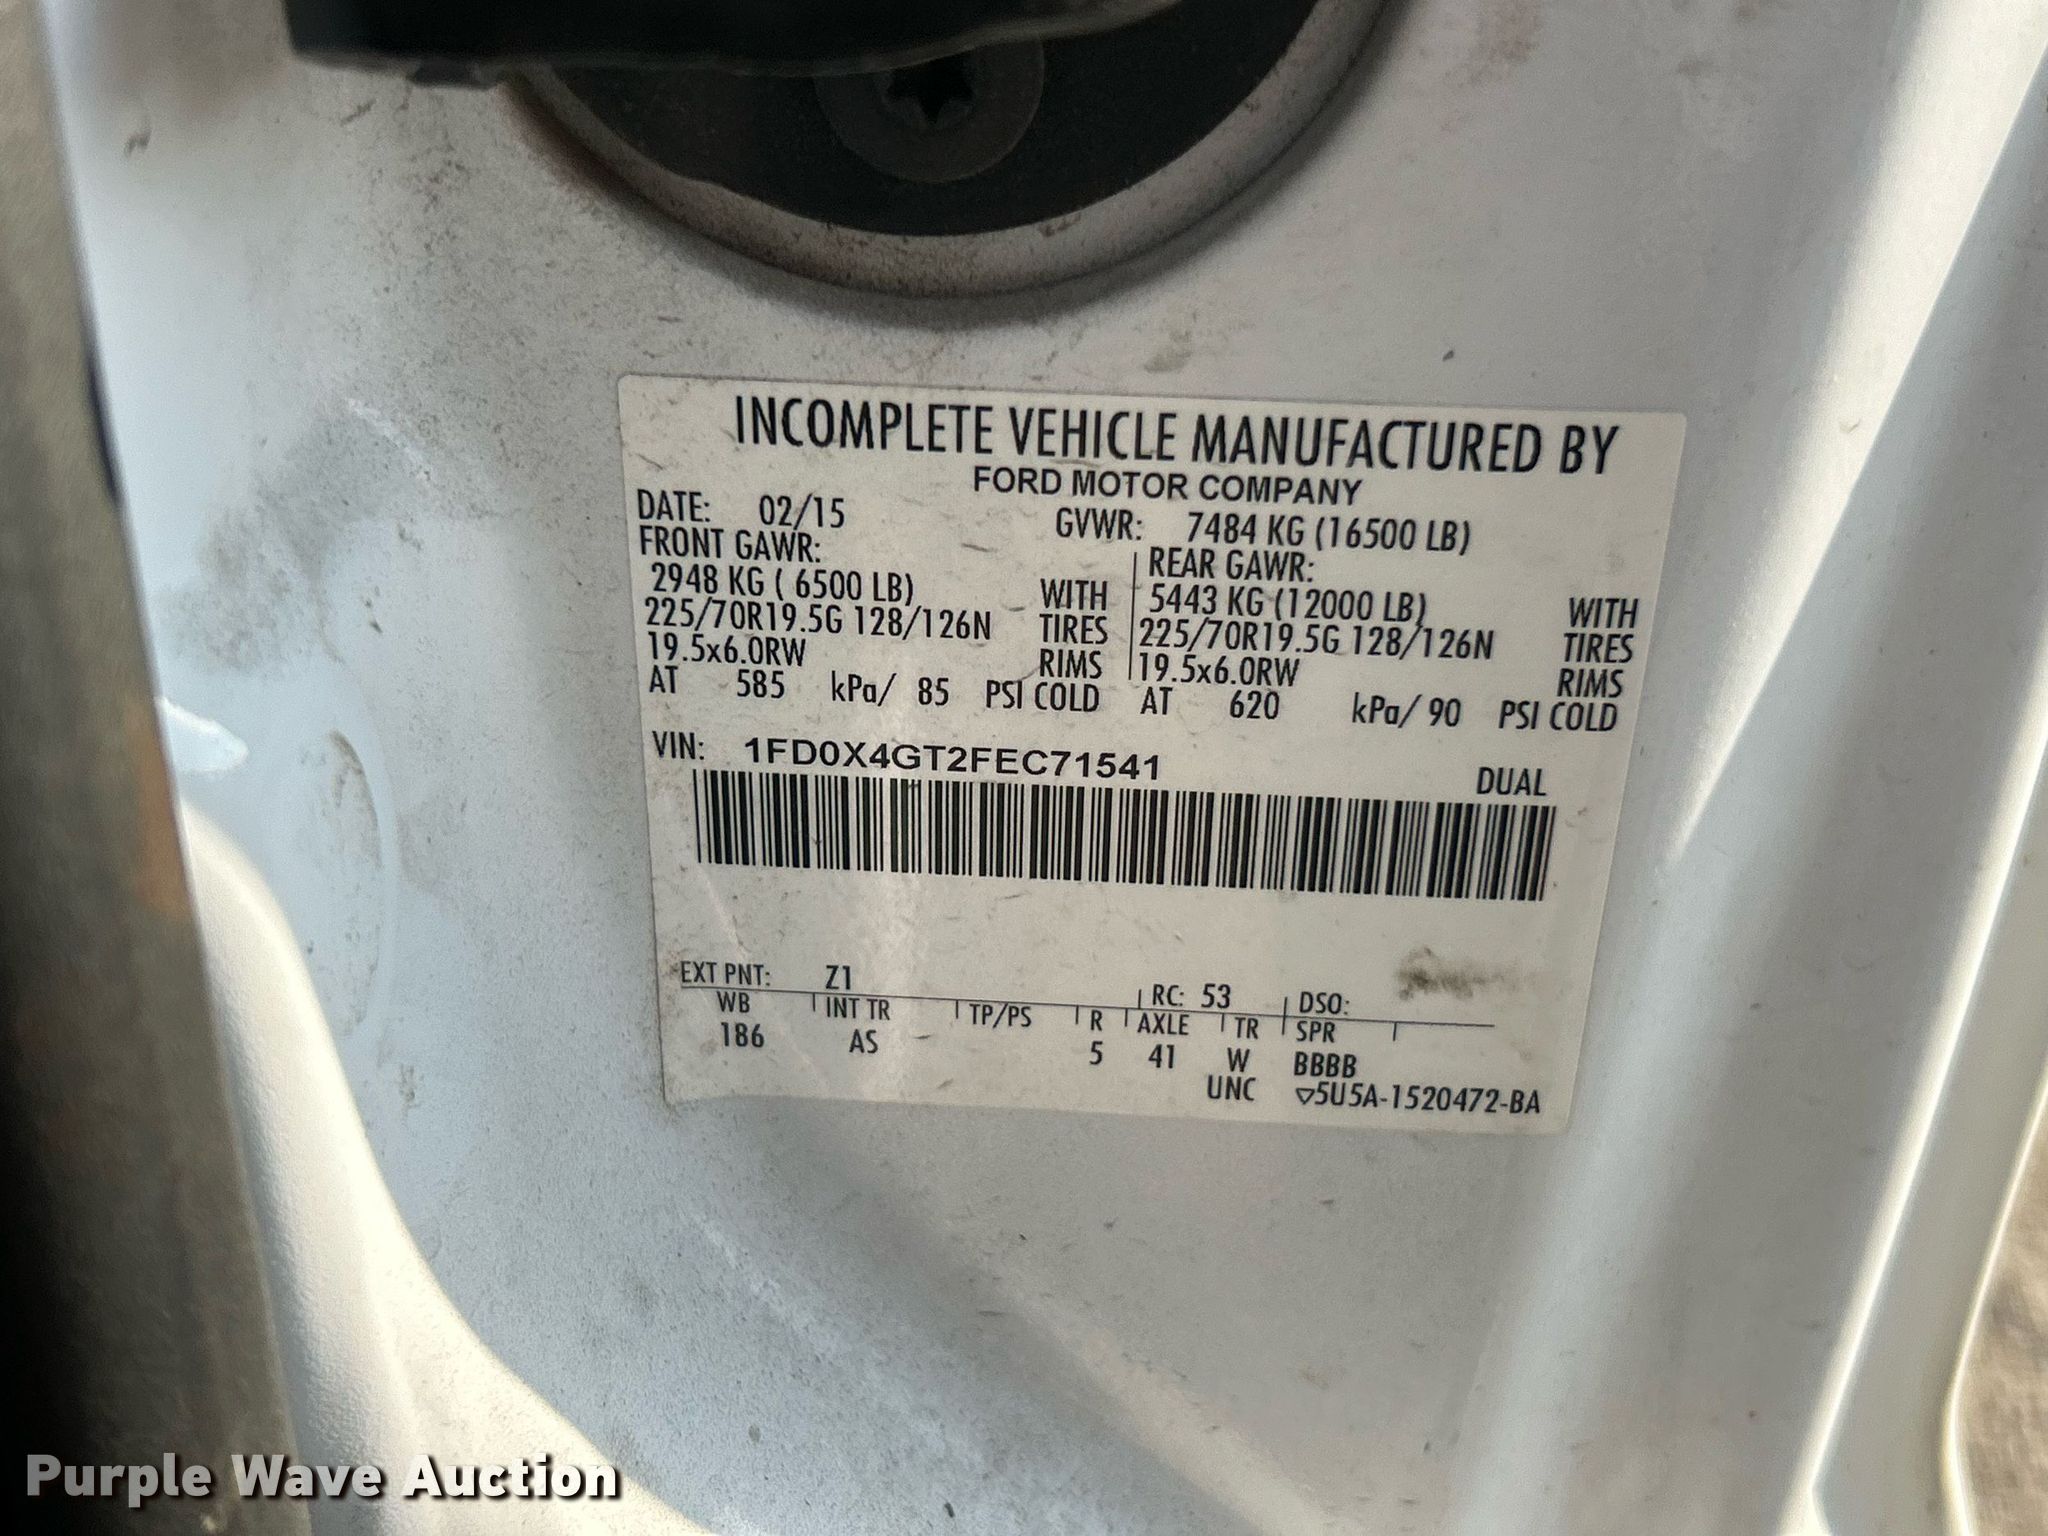 INCOMPLETE VEHICLE MANUFACTURED BY
FORD MOTOR COMPANY
DATE: 02/15 GVWR: 7484 KG (16500 LB)
FRONT GAWR: REAR GAWR:
2948 KG ( 6500 LB) WITH 5443 KG (12000 LB) WITH
225/70R19.5G 128/126N TIRES 225/70R19.5G 128/126N TIRES
19.5x6.0RW RIMS 19.5x6.0RW RIMS
AT 585 kPa/ 85 PSI COLD AT 620 kPa/ 90 PSI COLD
VIN: 1FD0X4GT2FEC71541
DUAL
EXT PNT: Z1 RC: 53 DSO:
WB INT TR TP/PS R AXLE TR SPR
186 AS 5 41 W BBBB
UNC ▽5U5A-1520472-BA
Purple Wave Auction